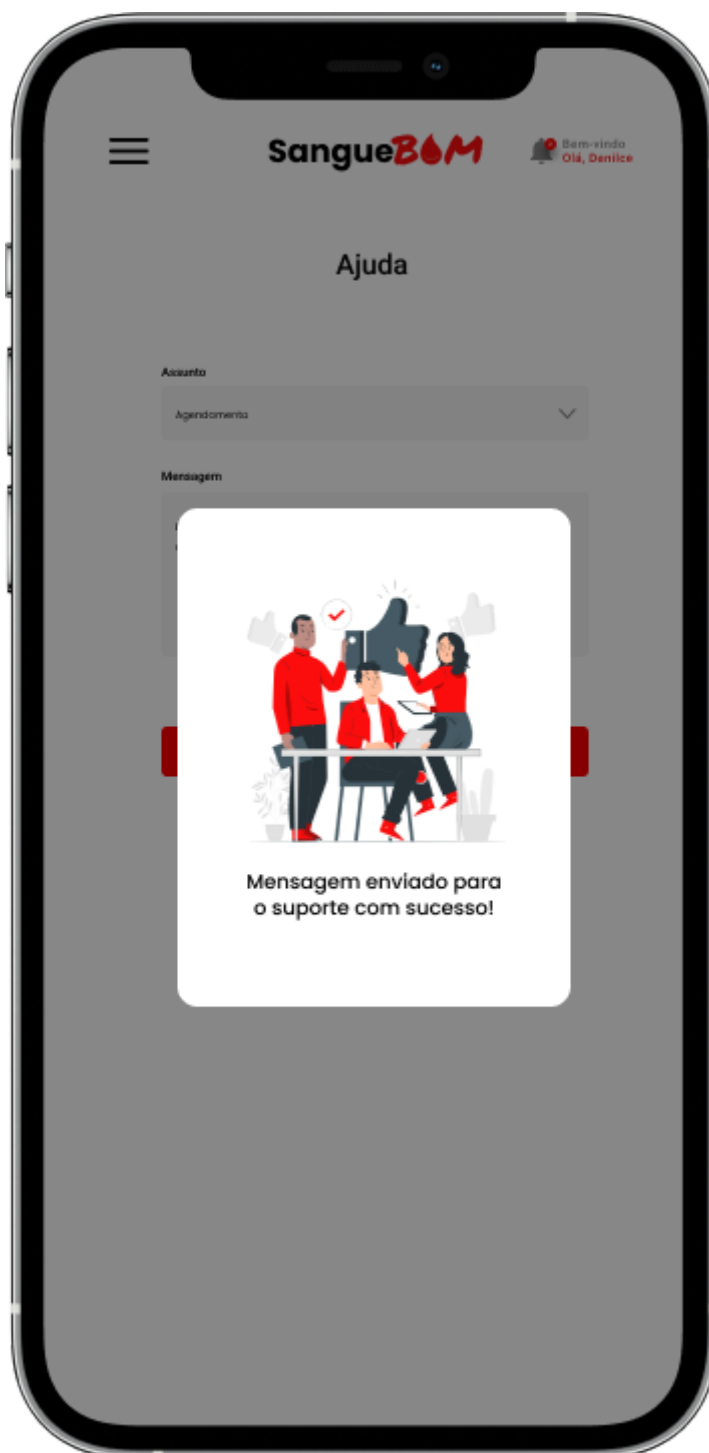 SangueBOM
Bem-vindo
Olá, Denilce
Ajuda
Assunto
Agendamento
Mensagem
Mensagem enviado para
o suporte com sucesso!